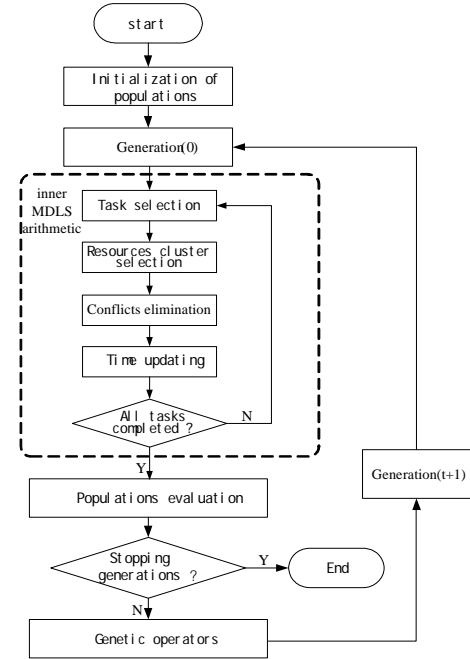 start
Initialization of
populations
Generation(0)
inner
MDLS
arithmetic
Task selection
Resources cluster
selection
Conflicts elimination
Time updating
All tasks
completed ?
N
Y
Populations evaluation
Generation(t+1)
Stopping
generations ?
Y
End
N
Genetic operators